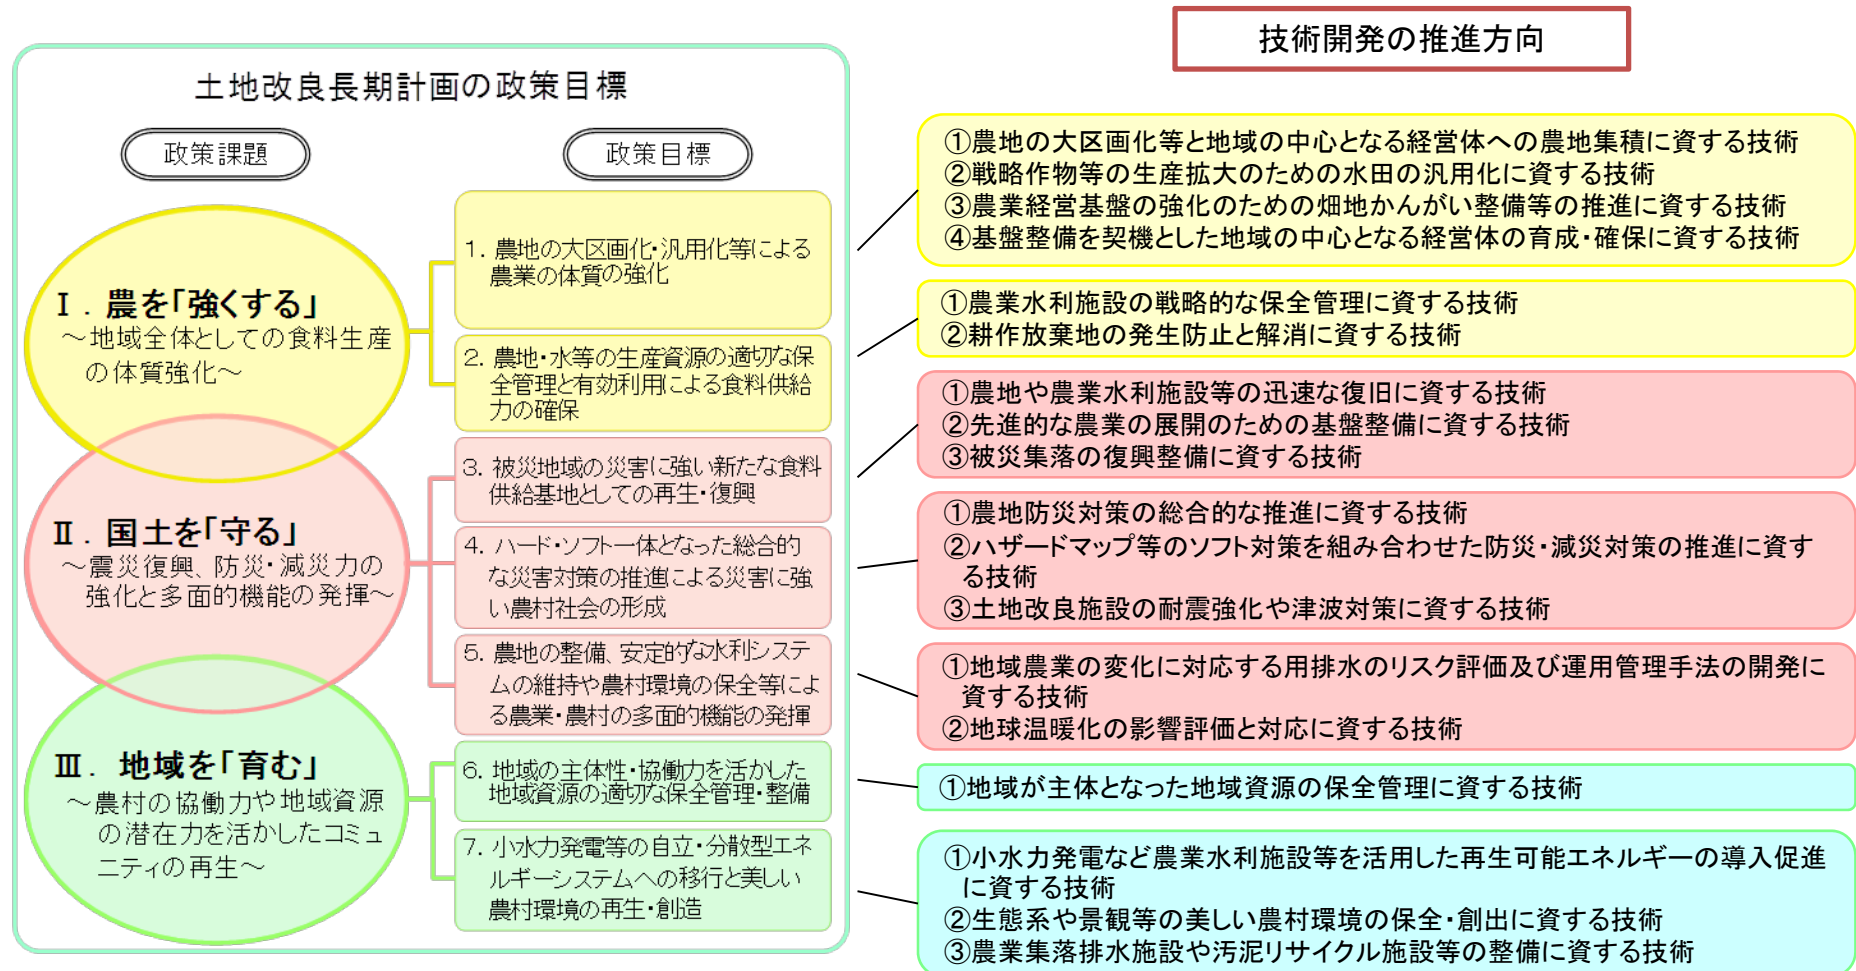 技術開発の推進方向
土地改良長期計画の政策目標
政策課題
政策目標
Ⅰ．農を｢強くする｣
～地域全体としての食料生産
の体質強化～
Ⅱ．国土を｢守る｣
～震災復興、防災・減災力の
強化と多面的機能の発揮～
Ⅲ．地域を｢育む｣
～農村の協働力や地域資源
の潜在力を活かしたコミュ
ニティの再生～
1. 農地の大区画化・汎用化等による
農業の体質の強化
2. 農地・水等の生産資源の適切な保
全管理と有効利用による食料供給
力の確保
3. 被災地域の災害に強い新たな食料
供給基地としての再生・復興
4. ハード・ソフト一体となった総合的
な災害対策の推進による災害に強
い農村社会の形成
5. 農地の整備、安定的な水利システ
ムの維持や農村環境の保全等によ
る農業・農村の多面的機能の発揮
6. 地域の主体性・協働力を活かした
地域資源の適切な保全管理・整備
7. 小水力発電等の自立・分散型エネ
ルギーシステムへの移行と美しい
農村環境の再生・創造
①農地の大区画化等と地域の中心となる経営体への農地集積に資する技術
②戦略作物等の生産拡大のための水田の汎用化に資する技術
③農業経営基盤の強化のための畑地かんがい整備等の推進に資する技術
④基盤整備を契機とした地域の中心となる経営体の育成・確保に資する技術
①農業水利施設の戦略的な保全管理に資する技術
②耕作放棄地の発生防止と解消に資する技術
①農地や農業水利施設等の迅速な復旧に資する技術
②先進的な農業の展開のための基盤整備に資する技術
③被災集落の復興整備に資する技術
①農地防災対策の総合的な推進に資する技術
②ハザードマップ等のソフト対策を組み合わせた防災・減災対策の推進に資す
る技術
③土地改良施設の耐震強化や津波対策に資する技術
①地域農業の変化に対応する用排水のリスク評価及び運用管理手法の開発に
資する技術
②地球温暖化の影響評価と対応に資する技術
①地域が主体となった地域資源の保全管理に資する技術
①小水力発電など農業水利施設等を活用した再生可能エネルギーの導入促進
に資する技術
②生態系や景観等の美しい農村環境の保全・創出に資する技術
③農業集落排水施設や汚泥リサイクル施設等の整備に資する技術